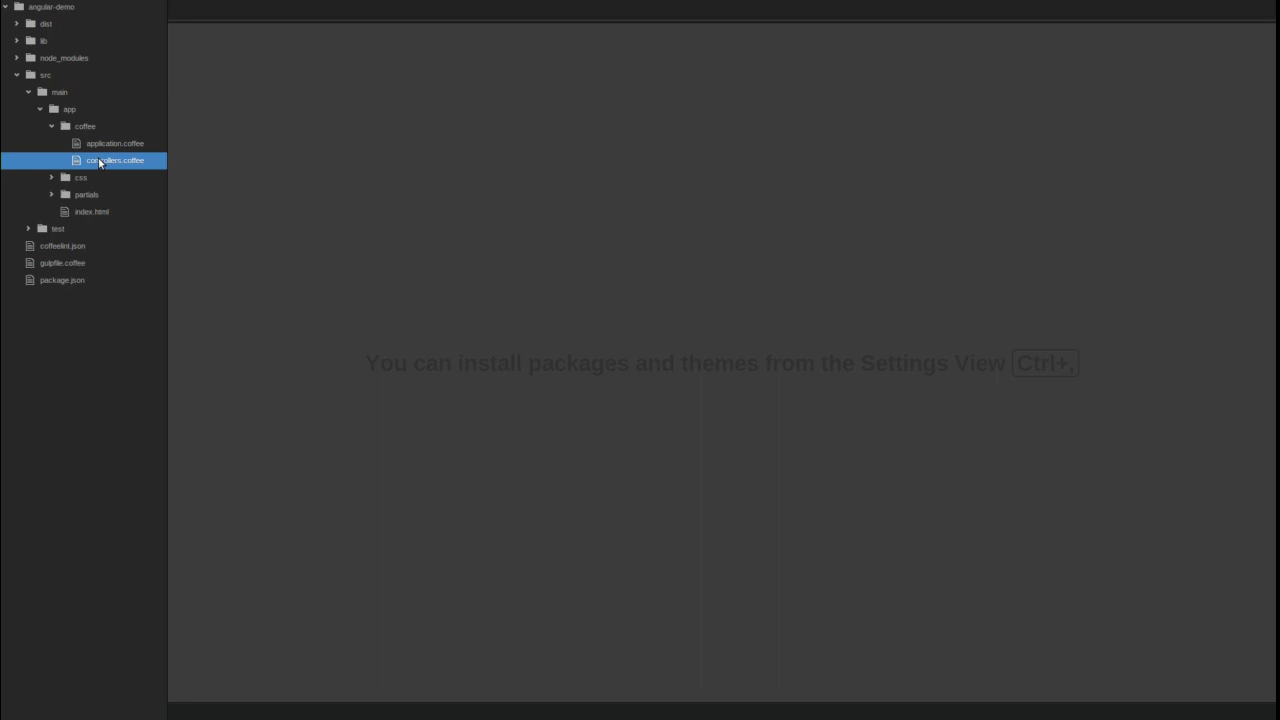 angular-demo
dist
lib
node_modules
src
main
app
coffee
application.coffee
controllers.coffee
css
partials
index.html
test
coffeelint.json
gulpfile.coffee
package.json
You can install packages and themes from the Settings View Ctrl+,